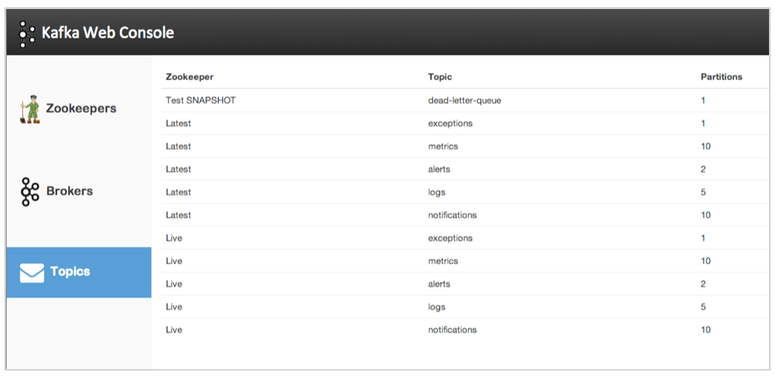 Kafka Web Console
Zookeepers
Brokers
Topics
Zookeeper Topic Partitions
Test SNAPSHOT dead-letter-queue 1
Latest exceptions 1
Latest metrics 10
Latest alerts 2
Latest logs 5
Latest notifications 10
Live exceptions 1
Live metrics 10
Live alerts 2
Live logs 5
Live notifications 10